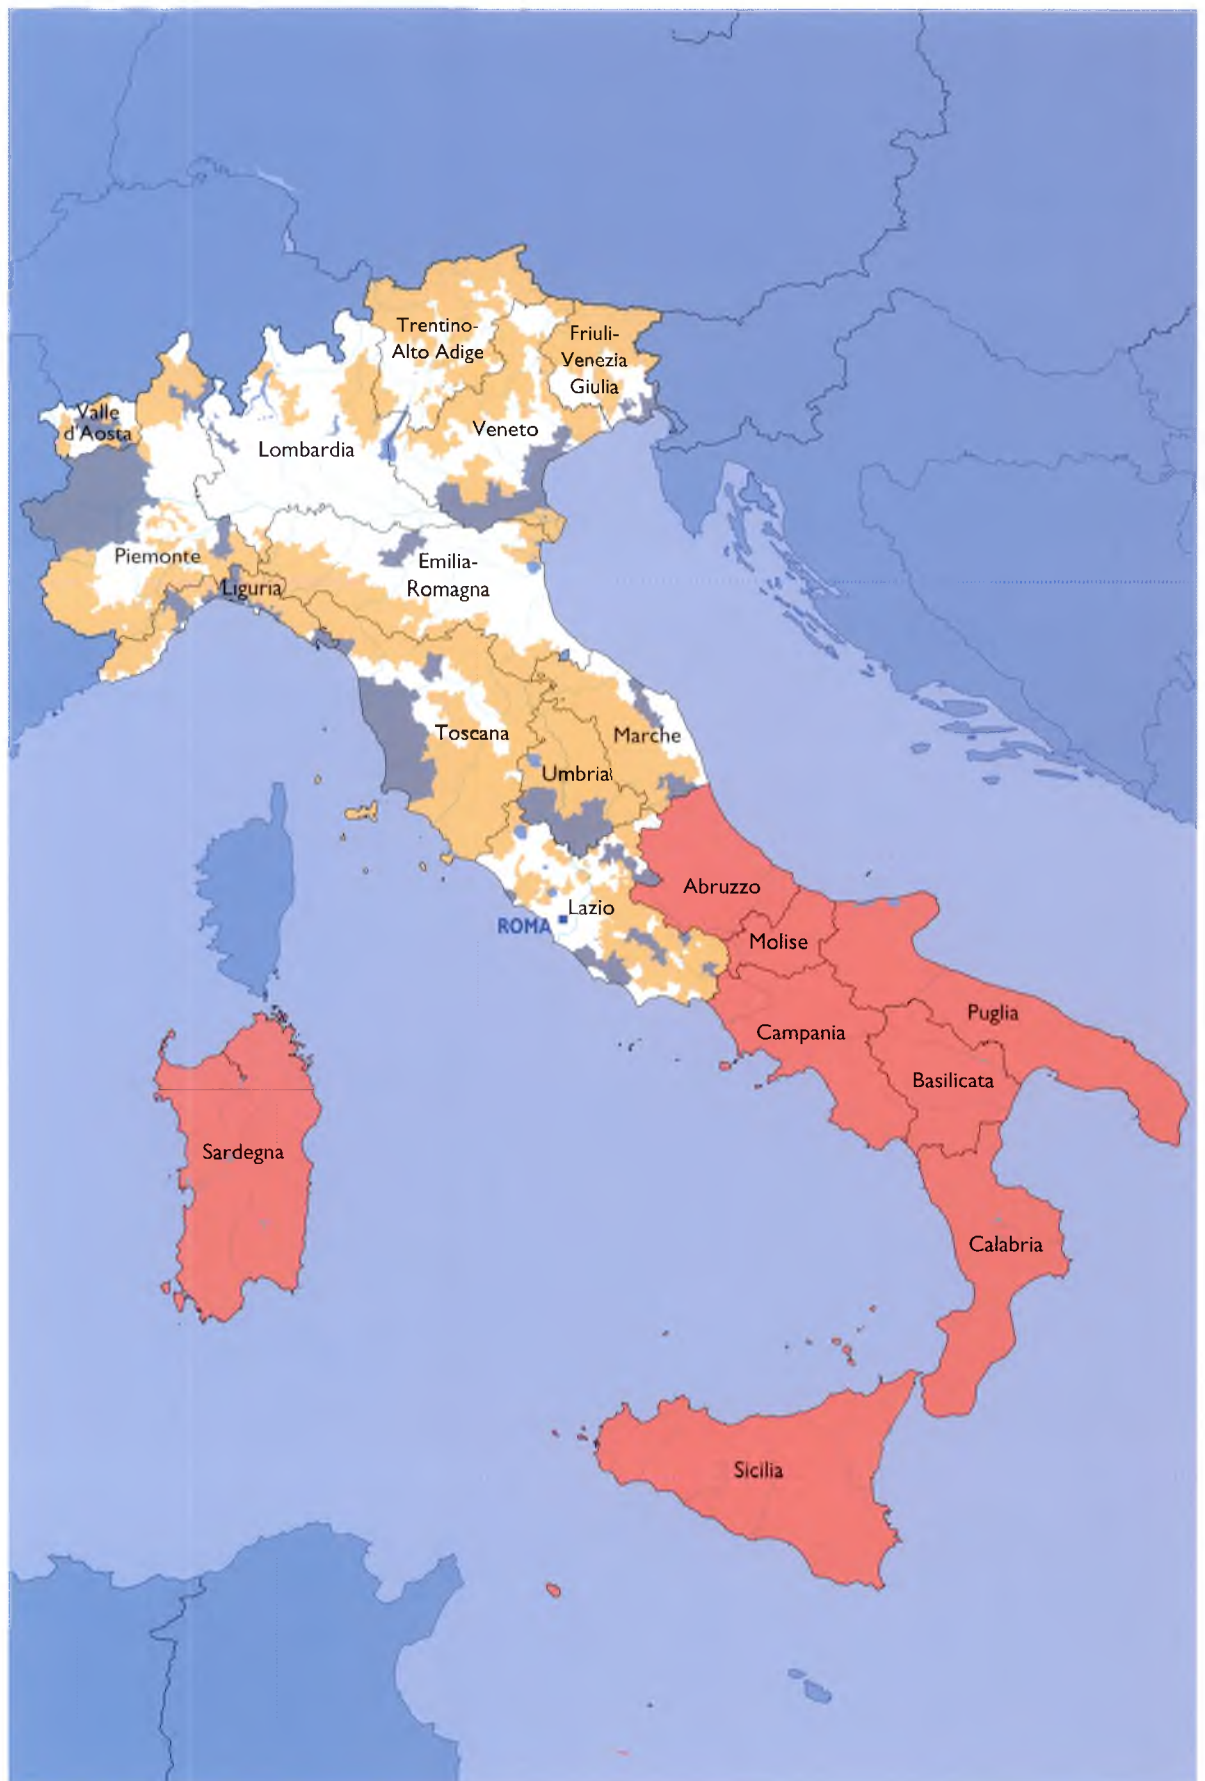 Trentino-
Alto Adige
Friuli-
Venezia
Giulia
Valle
d'Aosta
Lombardia
Veneto
Piemonte
Liguria
Emilia-
Romagna
Toscana
Marche
Umbria
Abruzzo
Lazio
ROMA
Molise
Puglia
Campania
Basilicata
Sardegna
Calabria
Sicilia